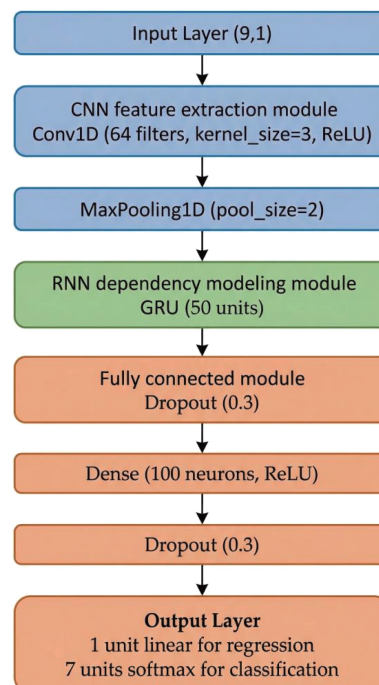 Input Layer (9,1)
CNN feature extraction module
Conv1D (64 filters, kernel_size=3, ReLU)
MaxPooling1D (pool_size=2)
RNN dependency modeling module
GRU (50 units)
Fully connected module
Dropout (0.3)
Dense (100 neurons, ReLU)
Dropout (0.3)
Output Layer
1 unit linear for regression
7 units softmax for classification